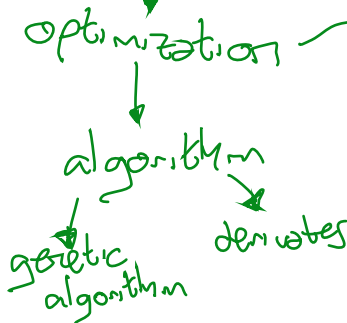 optimization
algorithm
genetic
algorithm
derivates